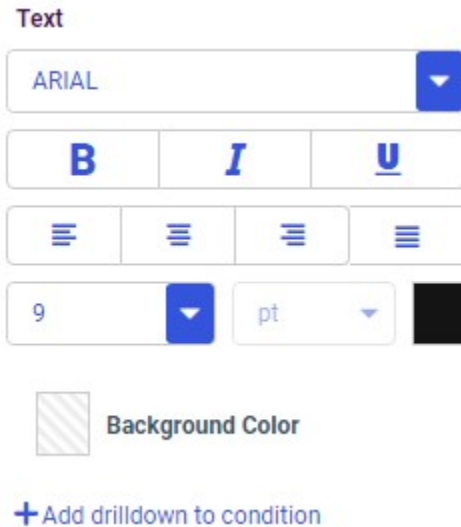 Text
ARIAL
B I U
9 pt
Background Color
+Add drilldown to condition